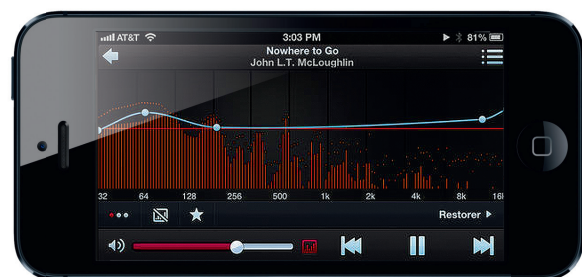 AT&T 3:03 PM 81%
Nowhere to Go
John L.T. McLoughlin
32 64 128 256 500 1k 2k 4k 8k 16
Restorer